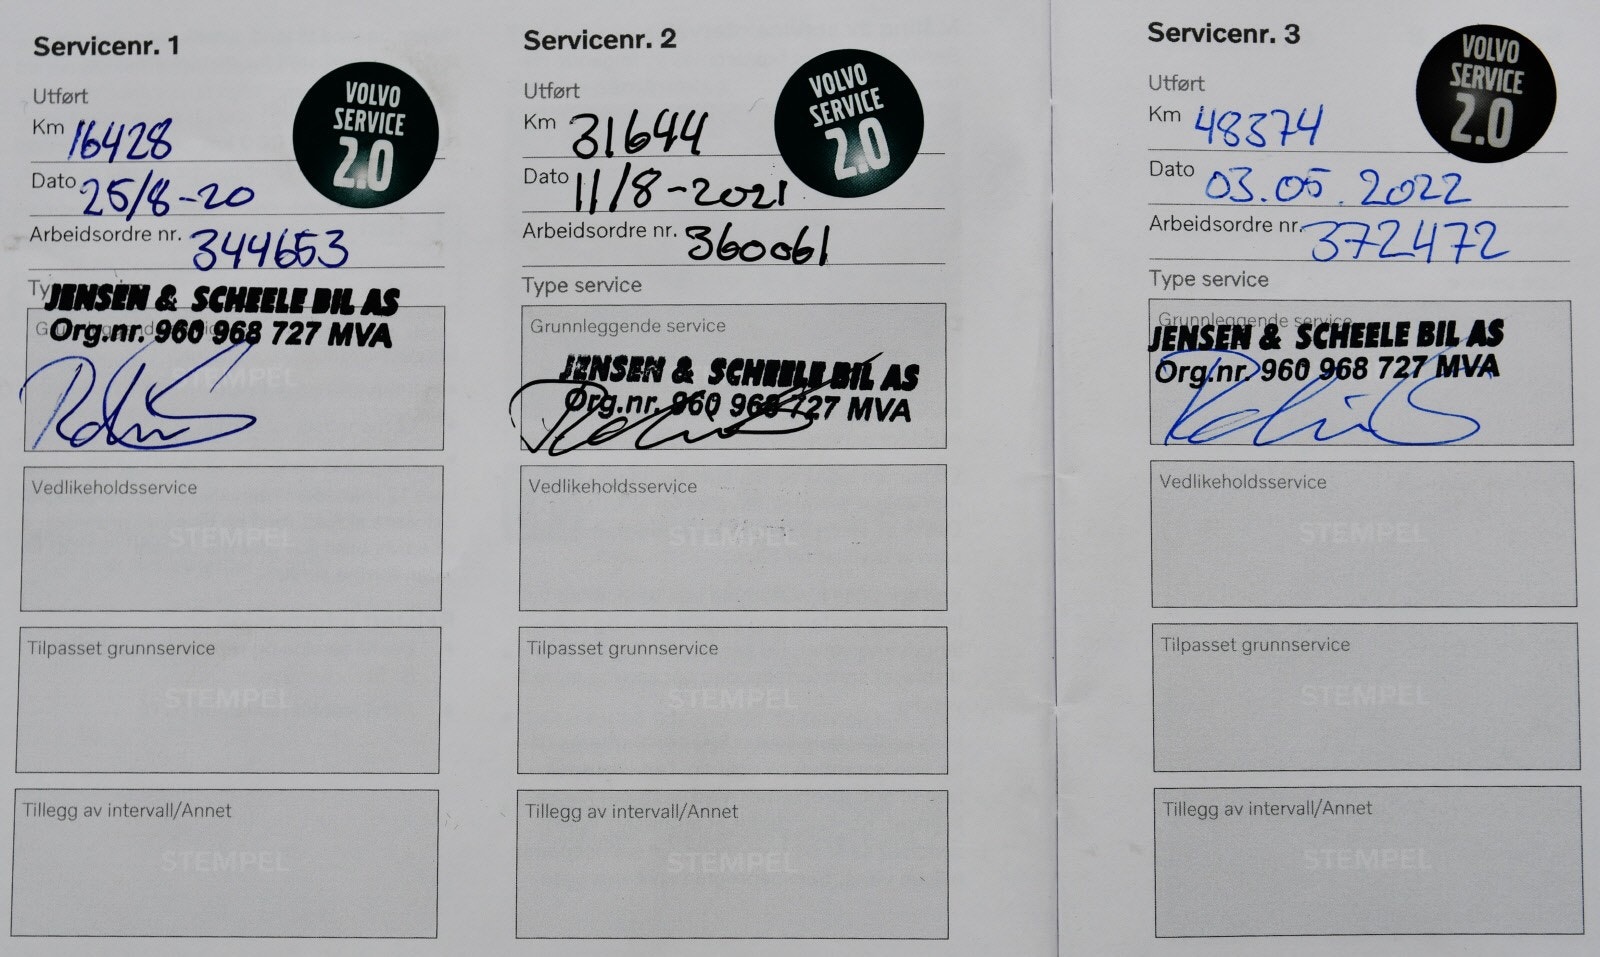 Servicenr. 1
VOLVO
SERVICE
2.0
Utført
Km 16428
Dato 25/8-20
Arbeidsordre nr. 344653
JENSEN & SCHEELE BIL AS
Org.nr. 960 968 727 MVA
Vedlikeholdsservice
STEMPEL
Tilpasset grunnservice
STEMPEL
Tillegg av intervall/Annet
STEMPEL
Servicenr. 2
VOLVO
SERVICE
2.0
Utført
Km 31644
Dato 11/8-2021
Arbeidsordre nr. 360061
Type service
Grunnleggende service
JENSEN & SCHEELE BIL AS
Org.nr. 960 968 727 MVA
Vedlikeholdsservice
STEMPEL
Tilpasset grunnservice
STEMPEL
Tillegg av intervall/Annet
STEMPEL
Servicenr. 3
VOLVO
SERVICE
2.0
Utført
Km 48374
Dato 03.05.2022
Arbeidsordre nr. 372472
Type service
Grunnleggende service
JENSEN & SCHEELE BIL AS
Org.nr. 960 968 727 MVA
Vedlikeholdsservice
STEMPEL
Tilpasset grunnservice
STEMPEL
Tillegg av intervall/Annet
STEMPEL